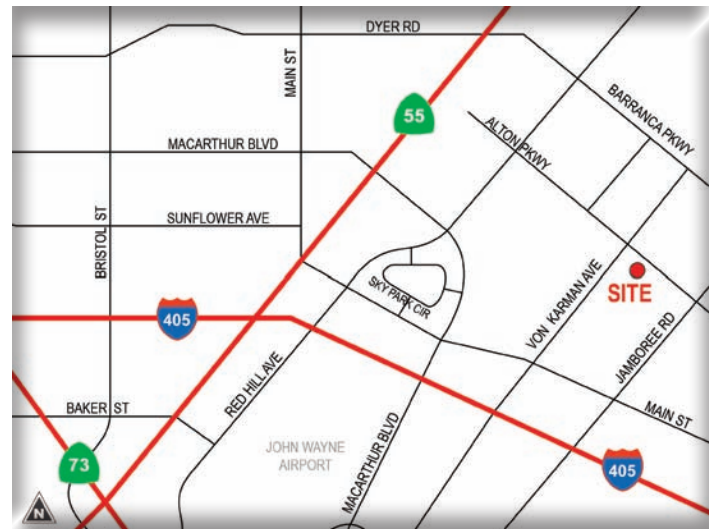 DYER RD
MAIN ST
55
BARRANCA PKWY
ALTON PKWY
MACARTHUR BLVD
SUNFLOWER AVE
BRISTOL ST
SKY PARK CIR
SITE
VON KARMAN AVE
405
JAMBOREE RD
RED HILL AVE
BAKER ST
MAIN ST
MACARTHUR BLVD
JOHN WAYNE
AIRPORT
73
405
N